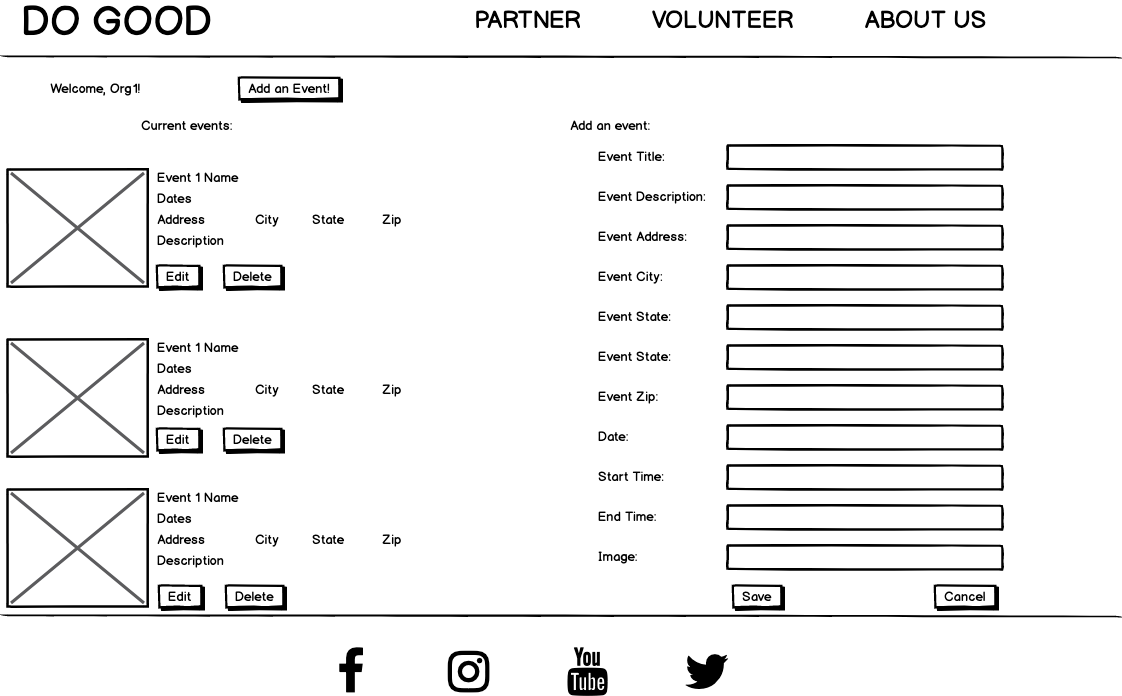 DO GOOD PARTNER VOLUNTEER ABOUT US
Welcome, Org1! Add an Event!
Current events:
Event 1 Name
Dates
Address City State Zip
Description
Edit Delete
Event 1 Name
Dates
Address City State Zip
Description
Edit Delete
Event 1 Name
Dates
Address City State Zip
Description
Edit Delete
Add an event:
Event Title:
Event Description:
Event Address:
Event City:
Event State:
Event State:
Event Zip:
Date:
Start Time:
End Time:
Image:
Save Cancel
You
Tube